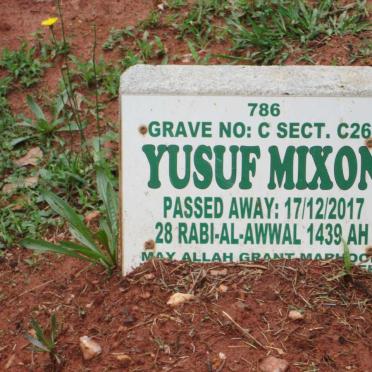 786
GRAVE NO: C SECT. C26
YUSUF MIXON
PASSED AWAY: 17/12/2017
28 RABI-AL-AWWAL 1439 AH
MAY ALLAH GRANT